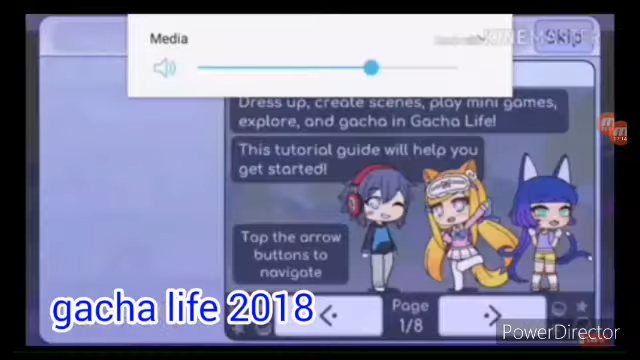 Media
KINEMASTER
Skip
Dress up, create scenes, play mini games,
explore, and gacha in Gacha Life!
This tutorial guide will help you
get started!
Tap the arrow
buttons to
navigate
gacha life 2018
Page
1/8
PowerDirector